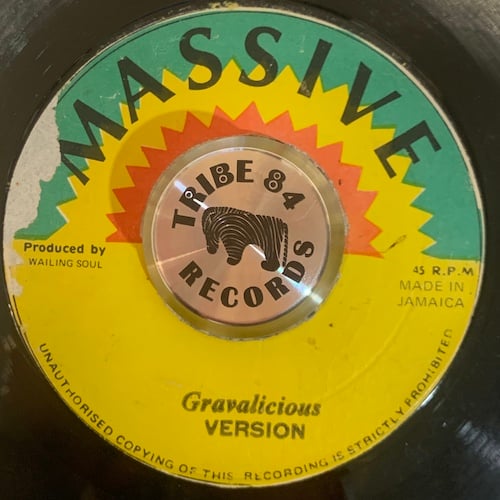 MASSIVE
TRIBE 84
RECORDS
Produced by
WAILING SOUL
45 R.P.M
MADE IN
JAMAICA
Gravalicious
VERSION
UNAUTHORISED COPYING OF THIS RECORDING IS STRICTLY PROHIBITED